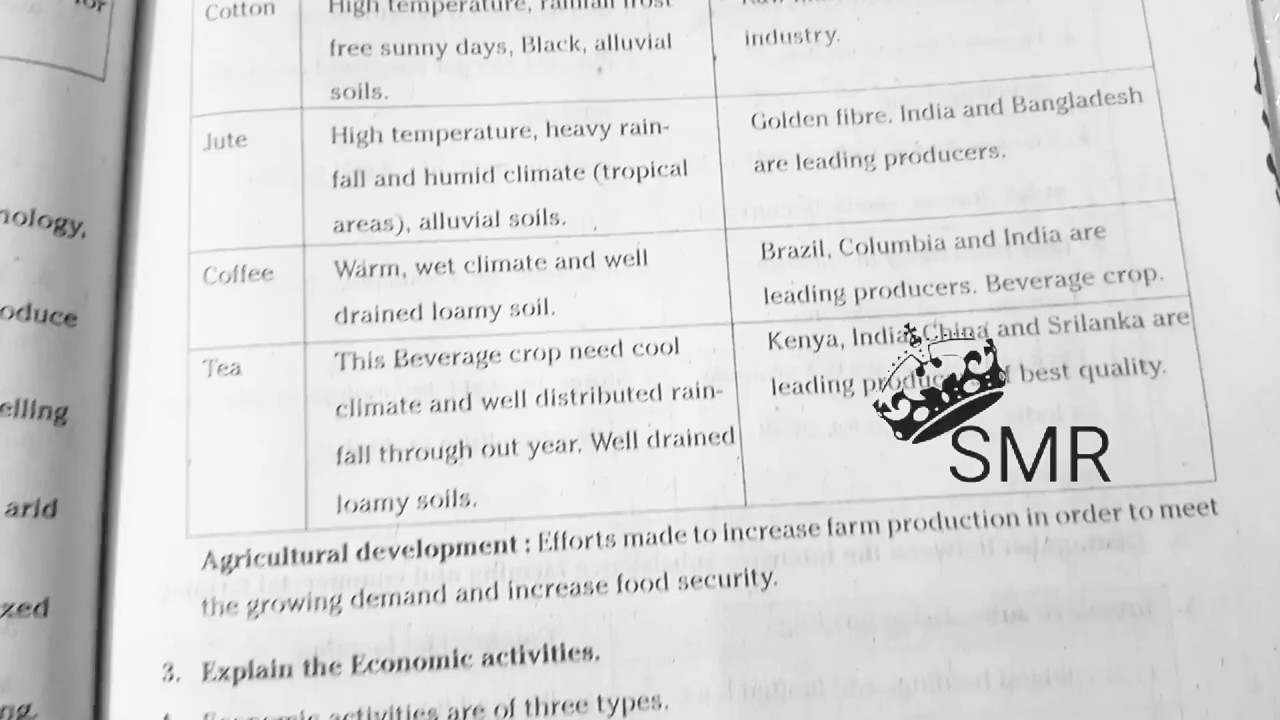 for
nology,
oduce
elling
arid
zed
ng,
Cotton
High temperature, rainfall frost
free sunny days, Black, alluvial
soils.
industry.
Jute
High temperature, heavy rain-
fall and humid climate (tropical
areas), alluvial soils.
Golden fibre. India and Bangladesh
are leading producers.
Coffee
Warm, wet climate and well
drained loamy soil.
Brazil, Columbia and India are
leading producers. Beverage crop.
Tea
This Beverage crop need cool
climate and well distributed rain-
fall through out year. Well drained
loamy soils.
Kenya, India, China and Srilanka are
leading producers of best quality.
SMR
Agricultural development : Efforts made to increase farm production in order to meet
the growing demand and increase food security.
3. Explain the Economic activities.
Economic activities are of three types.